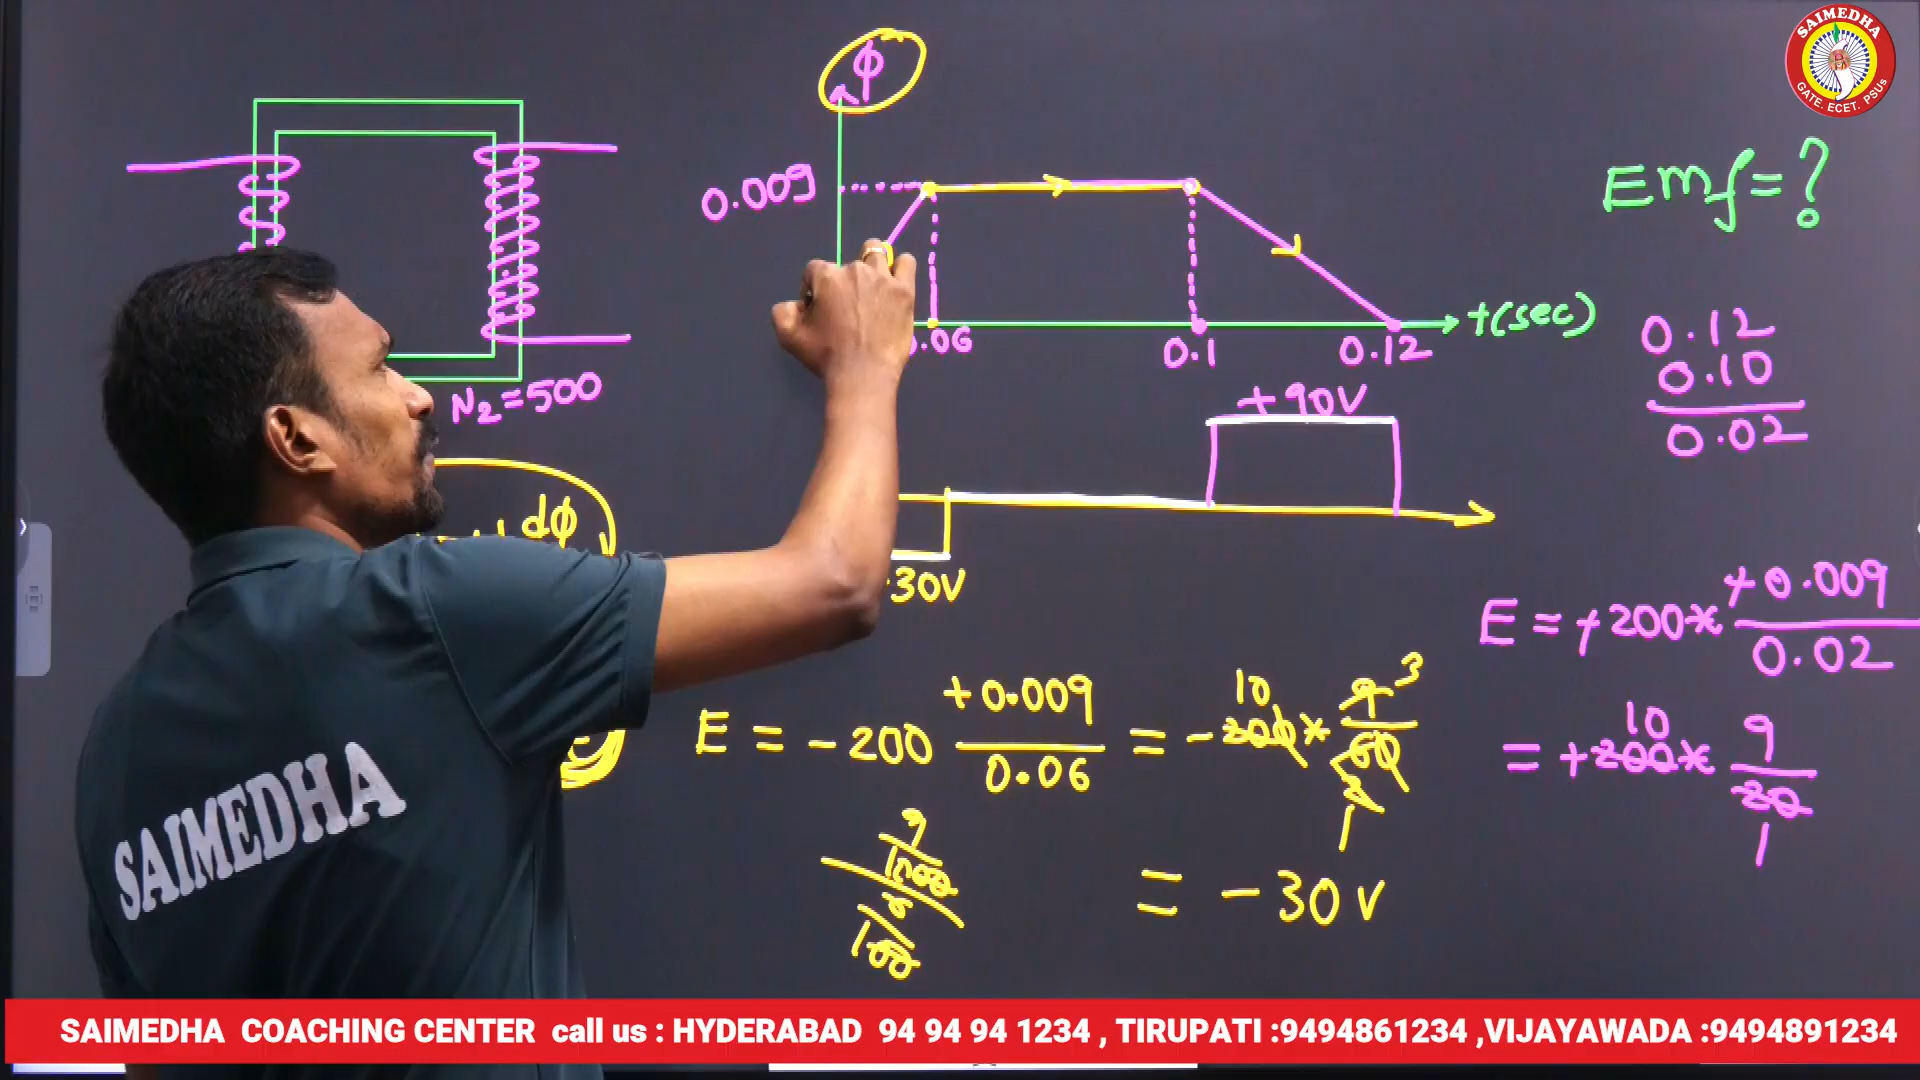 SAIMEDHA
GATE. ECET. PSUs
ϕ
0.009
.06
0.1
0.12
t(sec)
Emf=?
N₂=500
dϕ
+90V
30V
0.12
0.10
0.02
E = -200 +0.009/0.06 = -200* 9/60
10
3
1
= -30V
E = +200* +0.009/0.02
= +200* 9/20
10
1
SAIMEDHA
SAIMEDHA COACHING CENTER call us : HYDERABAD 94 94 94 1234 , TIRUPATI :9494861234 ,VIJAYAWADA :9494891234